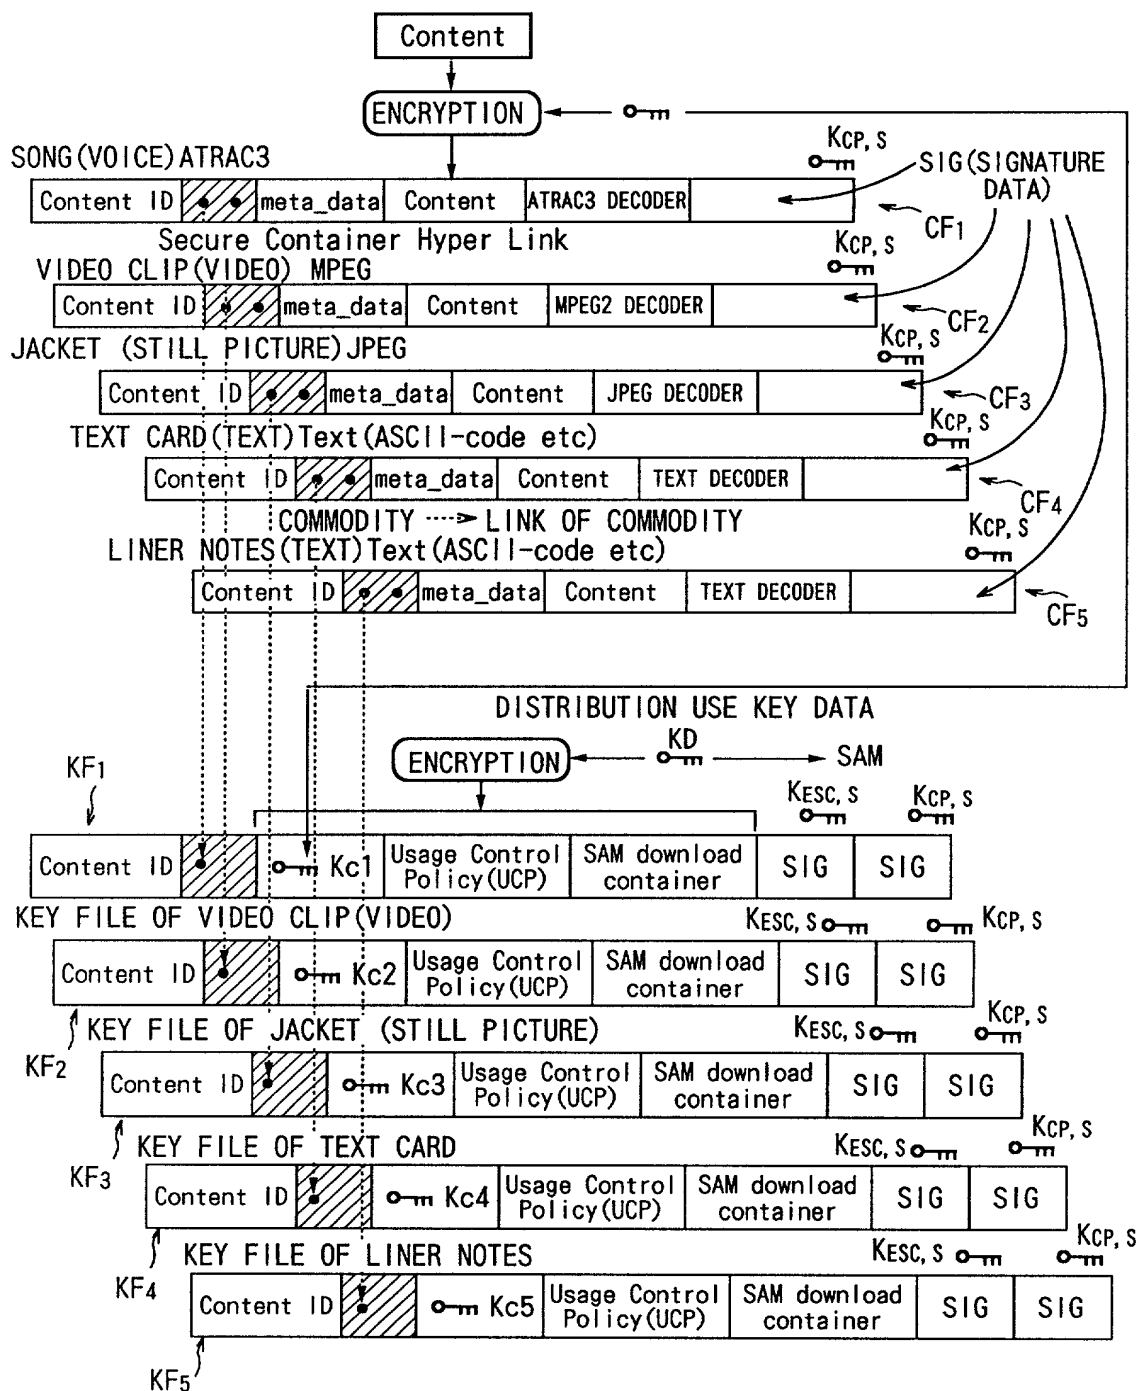 Content
ENCRYPTION
KCP, S
SONG(VOICE)ATRAC3
SIG(SIGNATURE DATA)
Content ID meta_data Content ATRAC3 DECODER
CF1
Secure Container Hyper Link
KCP, S
VIDEO CLIP(VIDEO) MPEG
Content ID meta_data Content MPEG2 DECODER
CF2
KCP, S
JACKET (STILL PICTURE)JPEG
Content ID meta_data Content JPEG DECODER
CF3
KCP, S
TEXT CARD(TEXT)Text(ASCII-code etc)
Content ID meta_data Content TEXT DECODER
CF4
COMMODITY ----> LINK OF COMMODITY
KCP, S
LINER NOTES(TEXT)Text(ASCII-code etc)
Content ID meta_data Content TEXT DECODER
CF5
DISTRIBUTION USE KEY DATA
ENCRYPTION KD SAM
KF1
KESC, S KCP, S
Content ID Kc1 Usage Control Policy(UCP) SAM download container SIG SIG
KEY FILE OF VIDEO CLIP(VIDEO)
KESC, S KCP, S
Content ID Kc2 Usage Control Policy(UCP) SAM download container SIG SIG
KF2
KEY FILE OF JACKET (STILL PICTURE)
KESC, S KCP, S
Content ID Kc3 Usage Control Policy(UCP) SAM download container SIG SIG
KF3
KEY FILE OF TEXT CARD
KESC, S KCP, S
Content ID Kc4 Usage Control Policy(UCP) SAM download container SIG SIG
KF4
KEY FILE OF LINER NOTES
KESC, S KCP, S
Content ID Kc5 Usage Control Policy(UCP) SAM download container SIG SIG
KF5